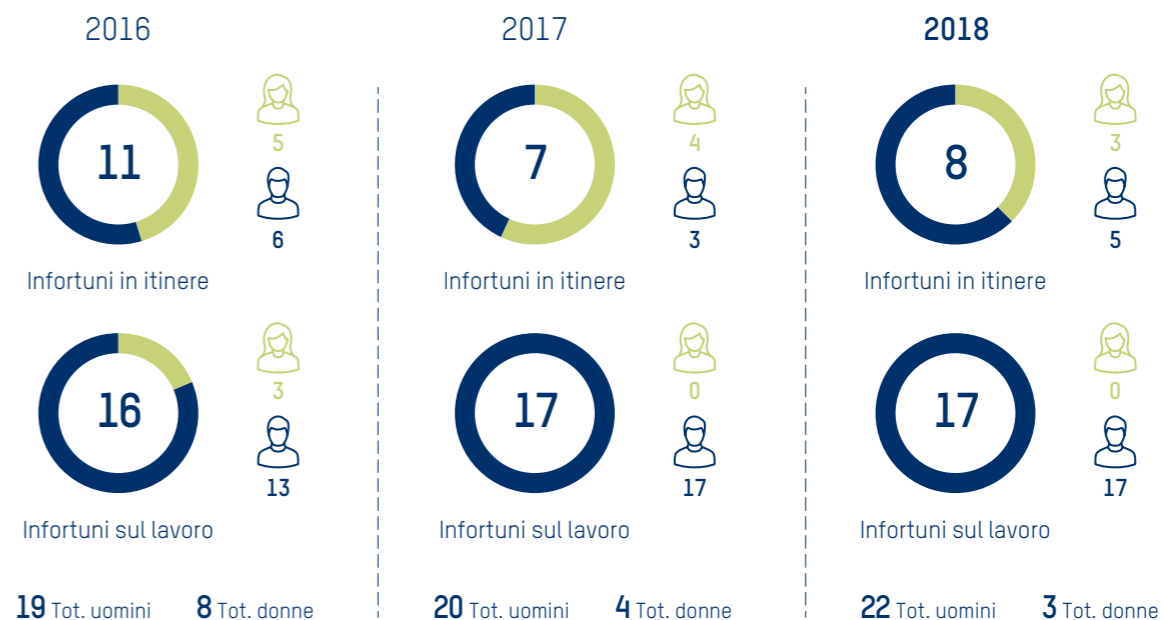 2016
11
5
6
Infortuni in itinere
16
3
13
Infortuni sul lavoro
19 Tot. uomini 8 Tot. donne
2017
7
4
3
Infortuni in itinere
17
0
17
Infortuni sul lavoro
20 Tot. uomini 4 Tot. donne
2018
8
3
5
Infortuni in itinere
17
0
17
Infortuni sul lavoro
22 Tot. uomini 3 Tot. donne